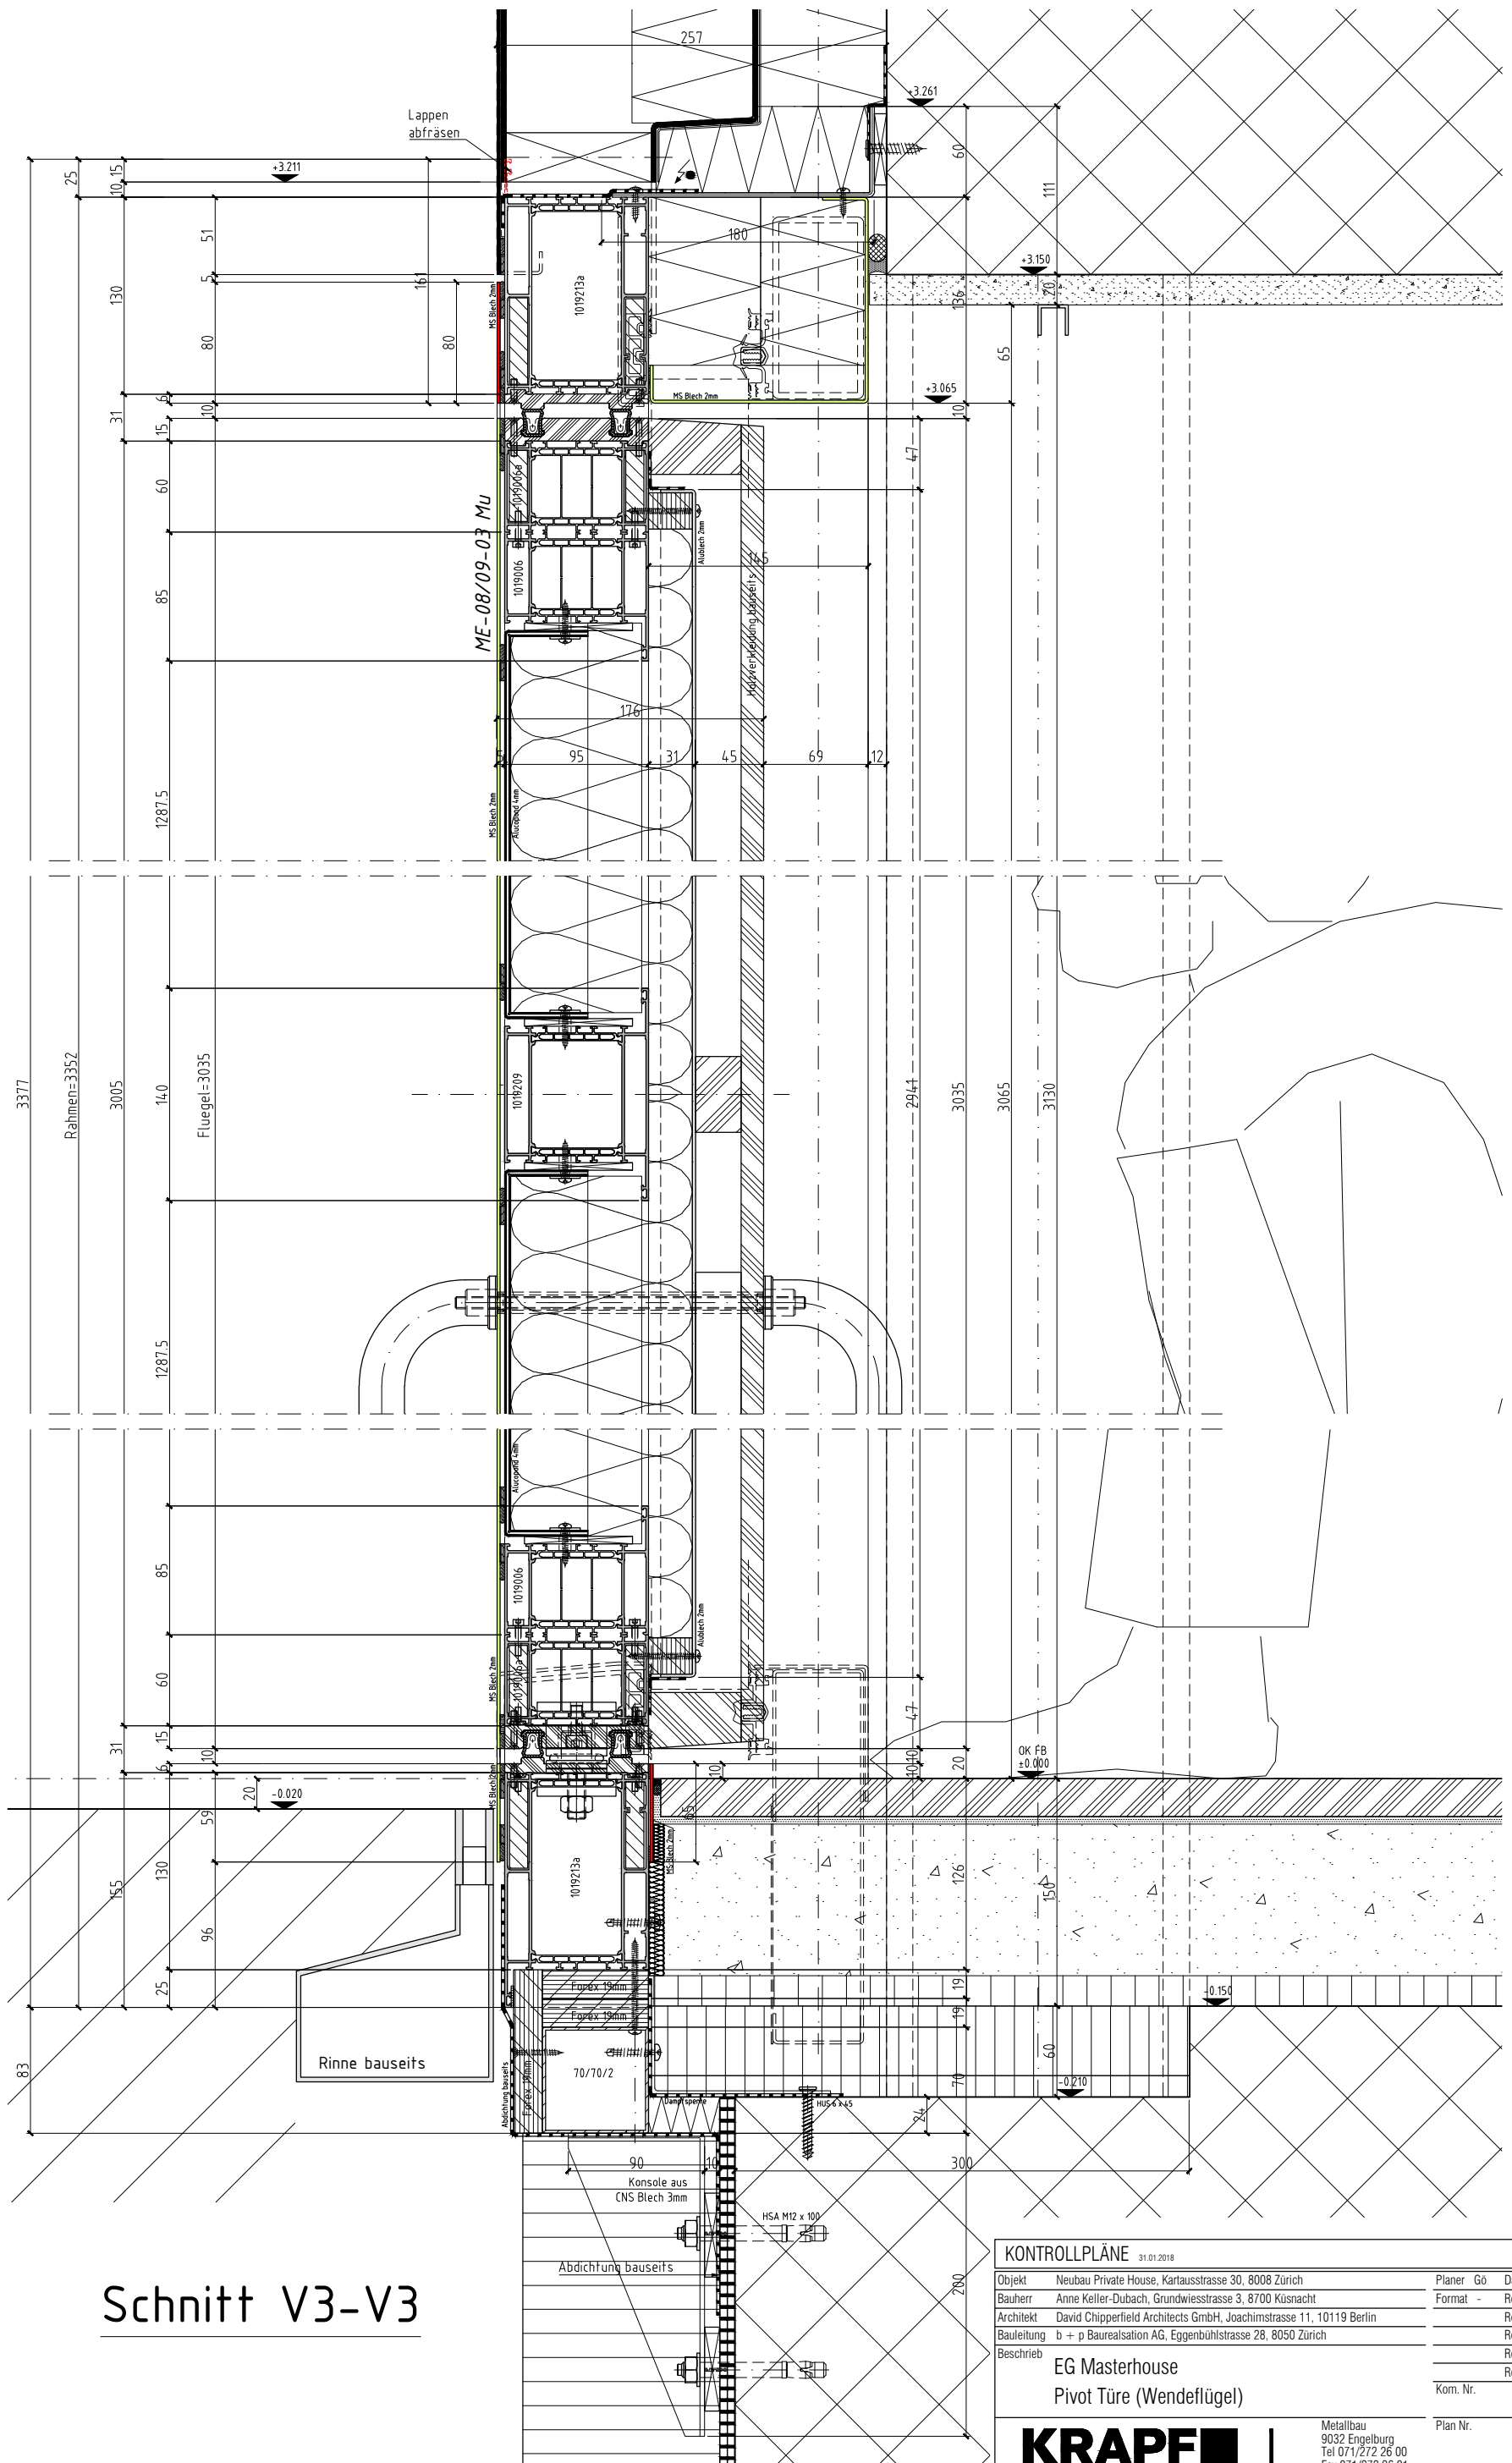 257
+3.261
Lappen
abfräsen
60
+3.211
25
10 15
111
51
180
1019213a
+3.150
130
161
5
MS Blech 2mm
136
20
80
80
65
+3.065
MS Blech 2mm
6
31
10
10
15
47
60
1019006a
ME-08/09-03 Mu
Alublech 2mm
145
1019006
85
Holzverkleidung bauseits
176
5
95
31
45
69
12
1287.5
MS Blech 2mm
Alucopond 4mm
3377
Rahmen=3352
3005
140
Fluegel=3035
1019209
2941
3035
3065
3130
1287.5
Alucopond 4mm
85
1019006
Alublech 2mm
60
MS Blech 2mm
1019006a
47
31
15
10
6
10
10
10
20
OK FB
±0.000
20
-0.020
MS Blech 2mm
59
65
MS Blech 2mm
155
130
1019213a
126
150
96
25
Forex 19mm
19
-0.150
Forex 19mm
19
83
Rinne bauseits
Abdichtung bauseits
Forex 19mm
70/70/2
60
70
-0.210
Dampfsperre
HUS 6 x 45
24
90
10
300
Konsole aus
CNS Blech 3mm
HSA M12 x 100
Abdichtung bauseits
200
Schnitt V3-V3
KONTROLLPLÄNE 31.01.2018
Objekt Neubau Private House, Kartausstrasse 30, 8008 Zürich Planer Gö
Bauherr Anne Keller-Dubach, Grundwiesstrasse 3, 8700 Küsnacht Format -
Architekt David Chipperfield Architects GmbH, Joachimstrasse 11, 10119 Berlin
Bauleitung b + p Baurealsation AG, Eggenbühlstrasse 28, 8050 Zürich
Beschrieb
EG Masterhouse
Pivot Türe (Wendeflügel)
Kom. Nr.
KRAPF
Metallbau
9032 Engelburg
Tel 071/272 26 00
Plan Nr.